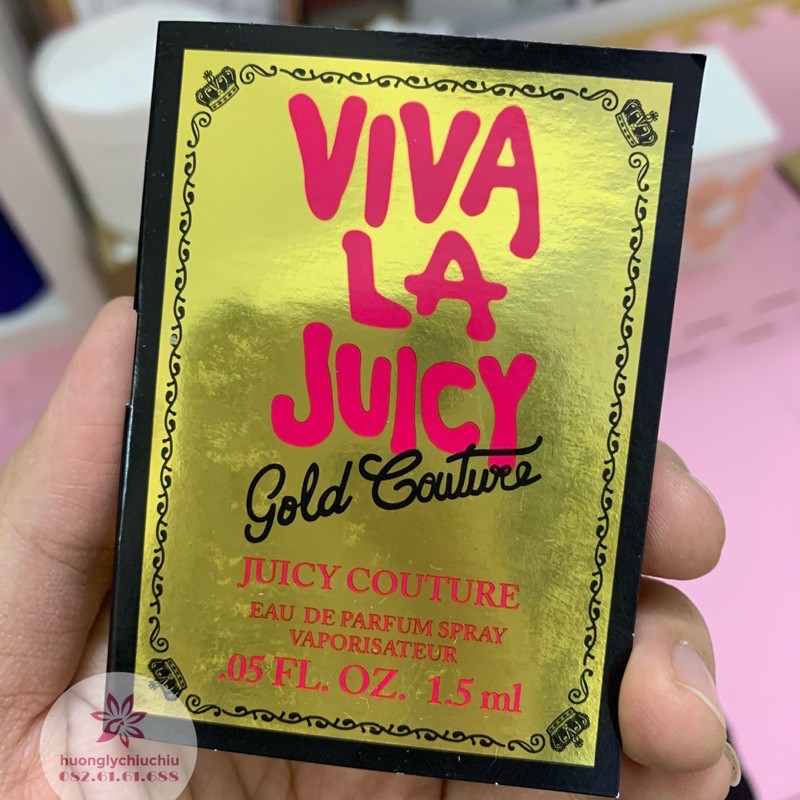 VIVA
LA
JUICY
Gold Couture
JUICY COUTURE
EAU DE PARFUM SPRAY
VAPORISATEUR
.05 FL. OZ. 1.5 ml
huonglychiuchiu
082.61.61.688